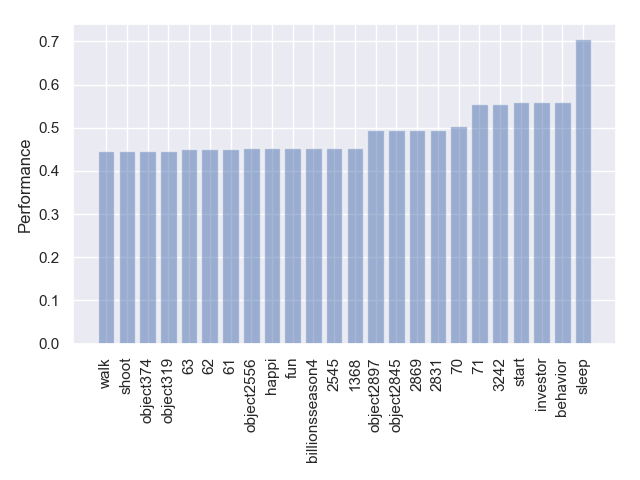 0.7
0.6
0.5
0.4
0.3
0.2
0.1
0.0
Performance
walk
shoot
object374
object319
63
62
61
object2556
happi
fun
billionsseason4
2545
1368
object2897
object2845
2869
2831
70
71
3242
start
investor
behavior
sleep